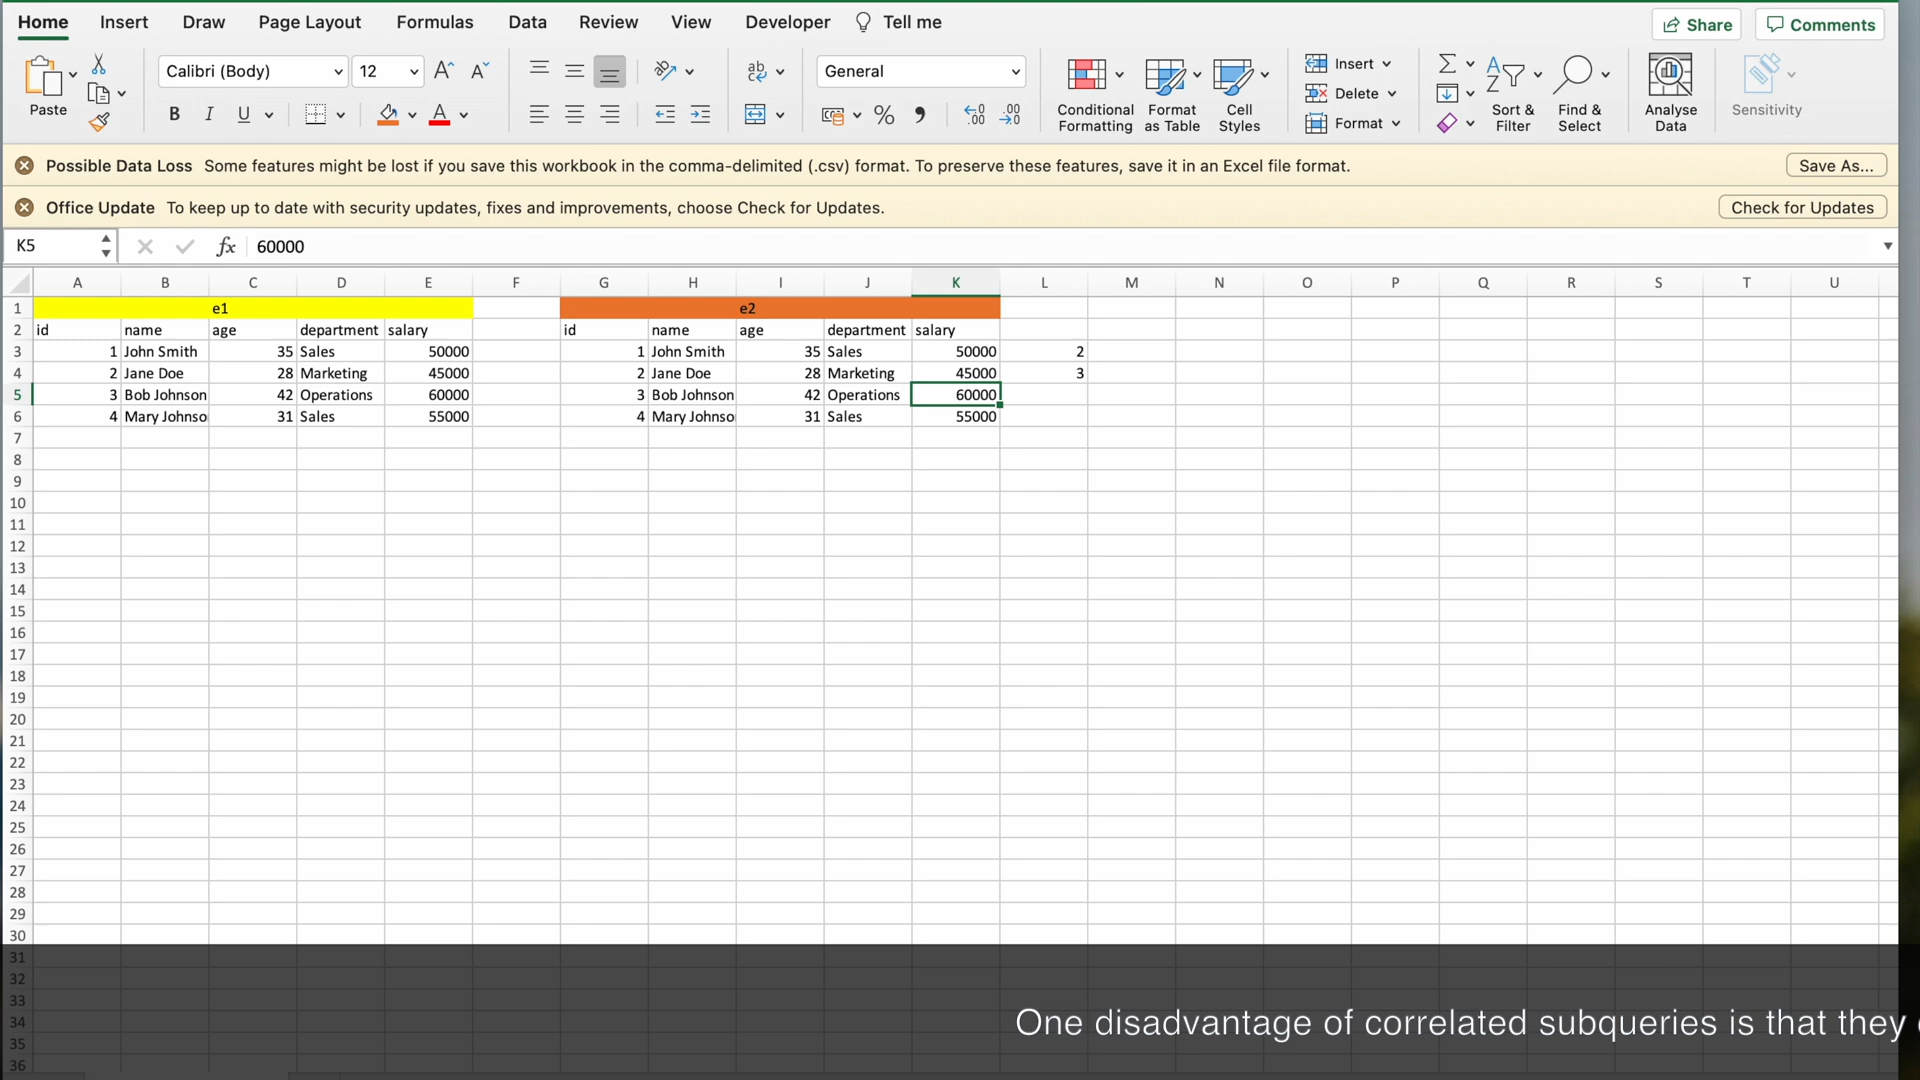 Home Insert Draw Page Layout Formulas Data Review View Developer Tell me Share Comments
Paste
Calibri (Body) 12
B I U
General
Conditional Formatting
Format as Table
Cell Styles
Insert
Delete
Format
Sort & Filter
Find & Select
Analyse Data
Sensitivity
Possible Data Loss Some features might be lost if you save this workbook in the comma-delimited (.csv) format. To preserve these features, save it in an Excel file format. Save As...
Office Update To keep up to date with security updates, fixes and improvements, choose Check for Updates. Check for Updates
K5 fx 60000
A B C D E F G H I J K L M N O P Q R S T U
1 e1 e2
2 id name age department salary id name age department salary
3 1 John Smith 35 Sales 50000 1 John Smith 35 Sales 50000 2
4 2 Jane Doe 28 Marketing 45000 2 Jane Doe 28 Marketing 45000 3
5 3 Bob Johnson 42 Operations 60000 3 Bob Johnson 42 Operations 60000
6 4 Mary Johnso 31 Sales 55000 4 Mary Johnso 31 Sales 55000
7
8
9
10
11
12
13
14
15
16
17
18
19
20
21
22
23
24
25
26
27
28
29
30
31
32
33
34
35
36
One disadvantage of correlated subqueries is that they